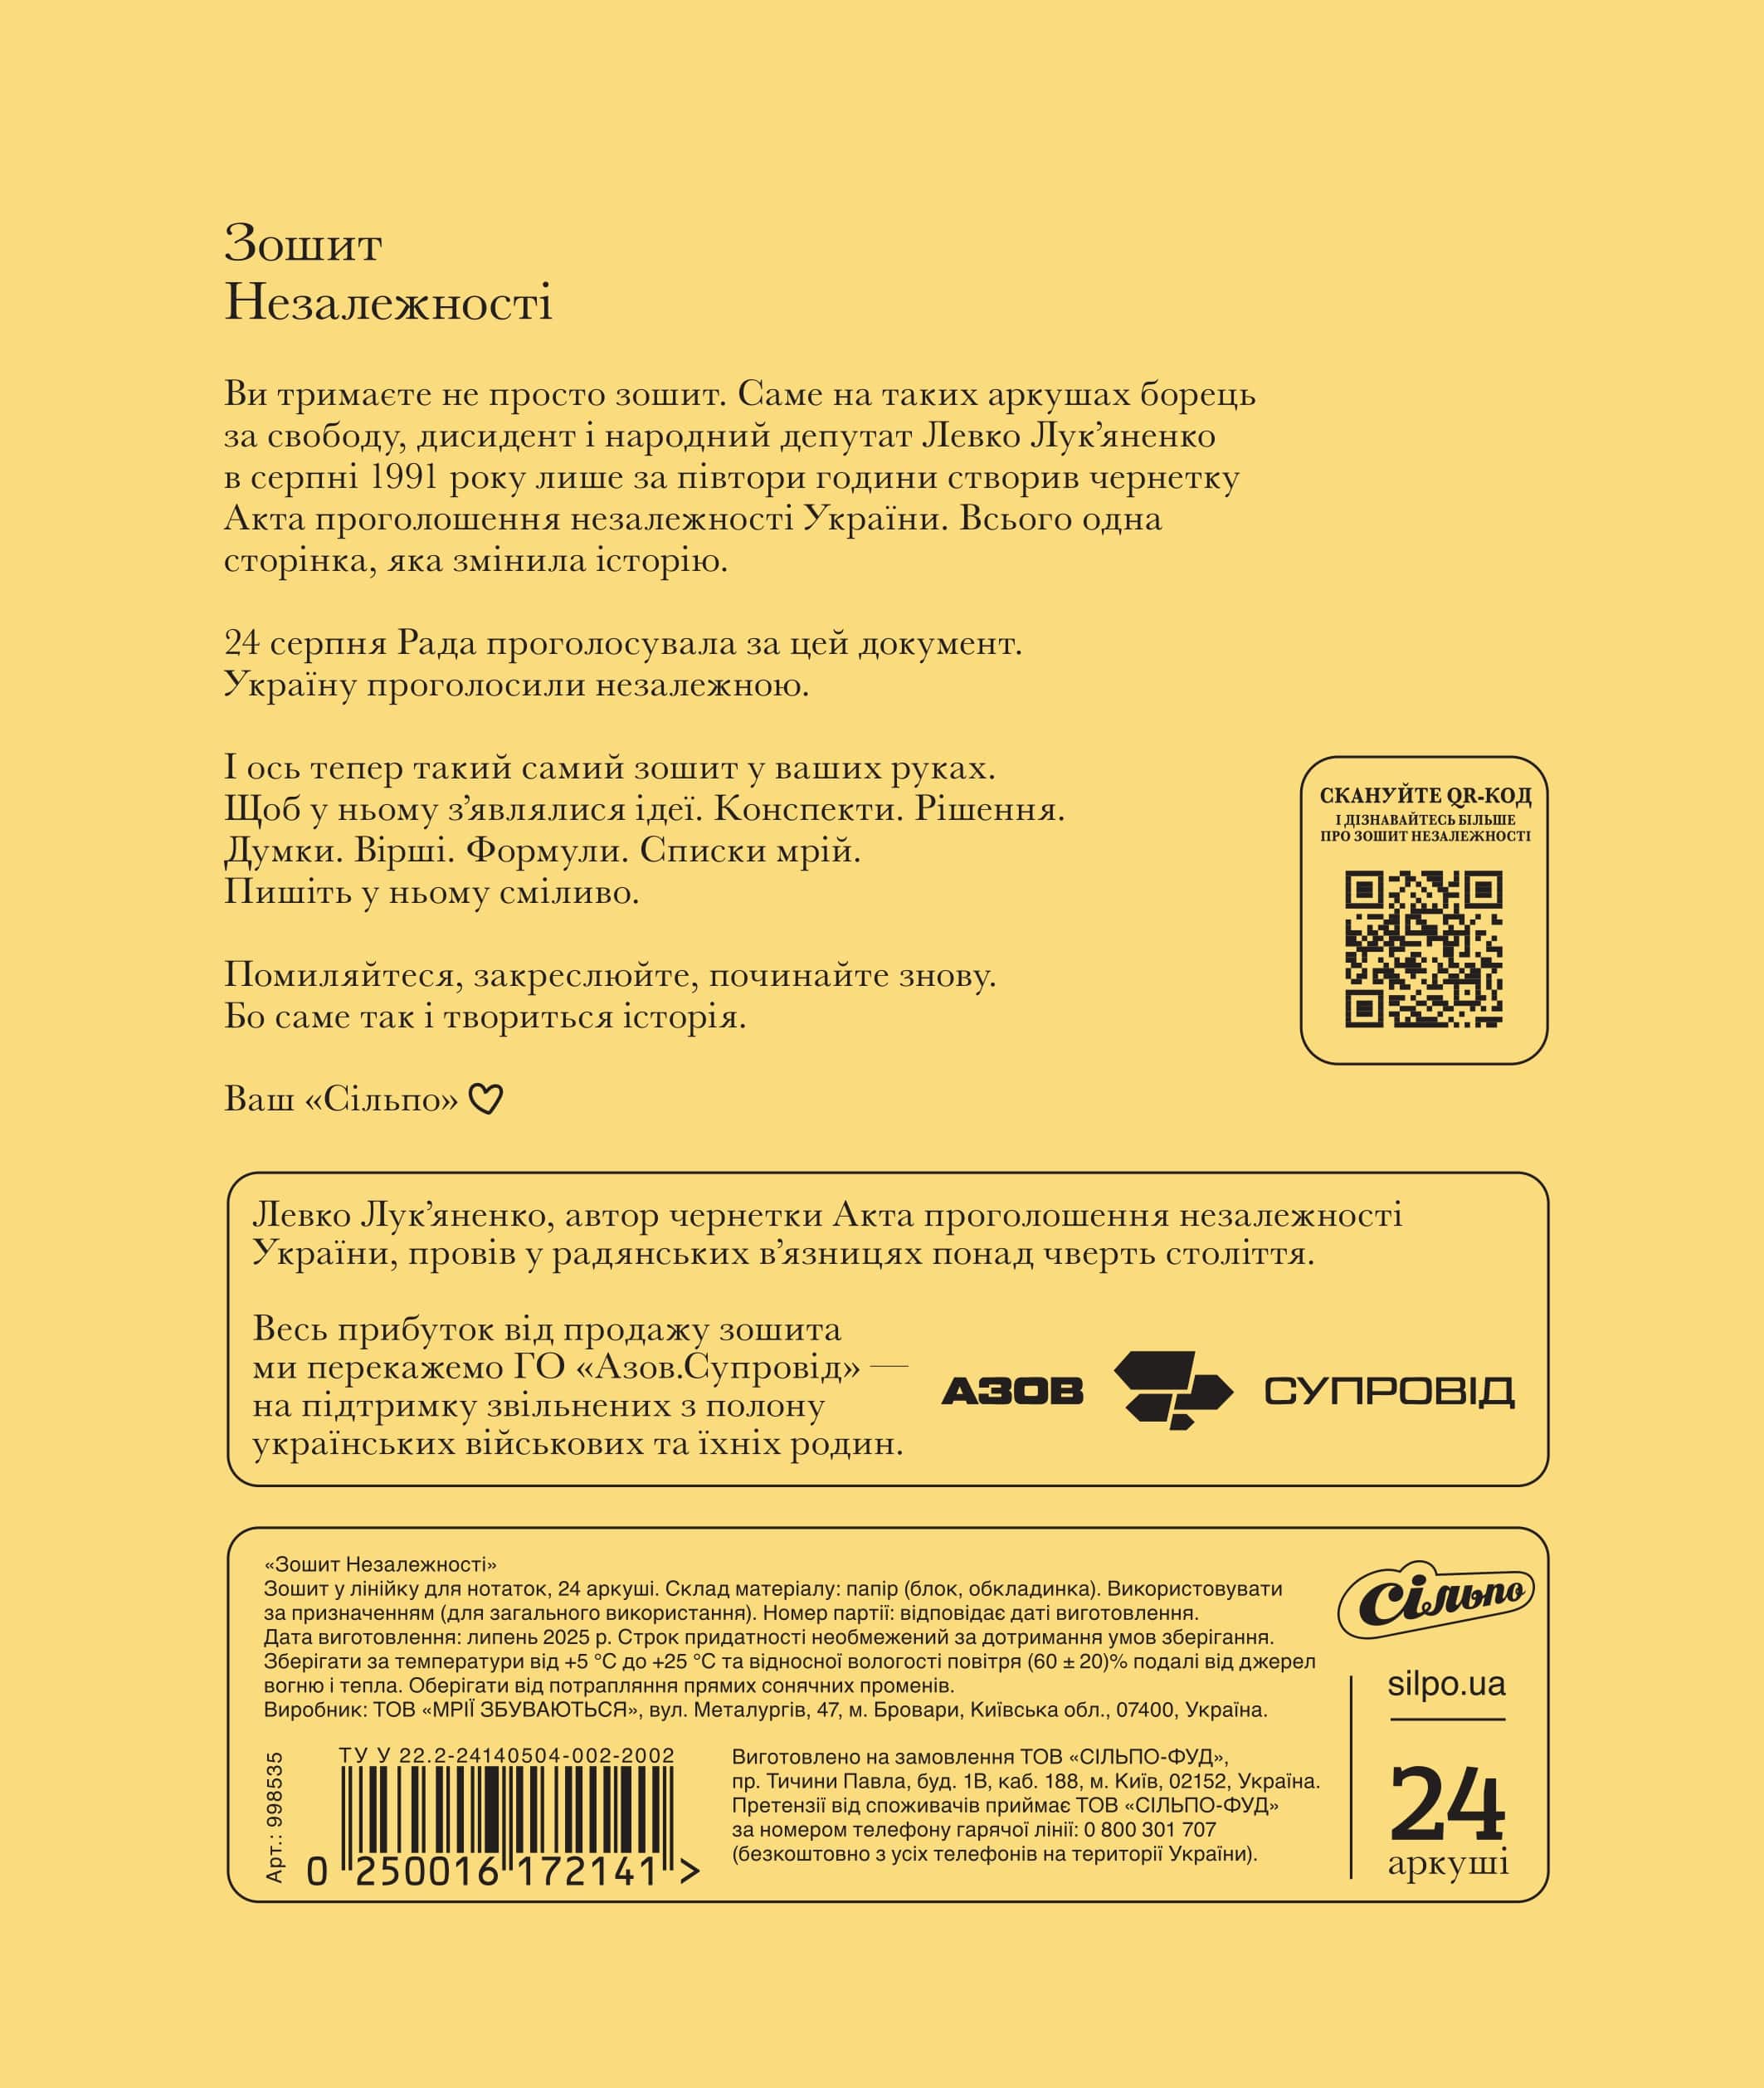 Зошит
Незалежності
Ви тримаєте не просто зошит. Саме на таких аркушах борець
за свободу, дисидент і народний депутат Левко Лук’яненко
в серпні 1991 року лише за півтори години створив чернетку
Акта проголошення незалежності України. Всього одна
сторінка, яка змінила історію.
24 серпня Рада проголосувала за цей документ.
Україну проголосили незалежною.
І ось тепер такий самий зошит у ваших руках.
Щоб у ньому з’являлися ідеї. Конспекти. Рішення.
Думки. Вірші. Формули. Списки мрій.
Пишіть у ньому сміливо.
Помиляйтеся, закреслюйте, починайте знову.
Бо саме так і твориться історія.
Ваш «Сільпо»
СКАНУЙТЕ QR-КОД
І ДІЗНАВАЙТЕСЬ БІЛЬШЕ
ПРО ЗОШИТ НЕЗАЛЕЖНОСТІ
Левко Лук’яненко, автор чернетки Акта проголошення незалежності
України, провів у радянських в’язницях понад чверть століття.
Весь прибуток від продажу зошита
ми перекажемо ГО «Азов.Супровід» —
на підтримку звільнених з полону
українських військових та їхніх родин.
АЗОВ СУПРОВІД
«Зошит Незалежності»
Зошит у лінійку для нотаток, 24 аркуші. Склад матеріалу: папір (блок, обкладинка). Використовувати
за призначенням (для загального використання). Номер партії: відповідає даті виготовлення.
Дата виготовлення: липень 2025 р. Строк придатності необмежений за дотримання умов зберігання.
Зберігати за температури від +5 °С до +25 °С та відносної вологості повітря (60 ± 20)% подалі від джерел
вогню і тепла. Оберігати від потрапляння прямих сонячних променів.
Виробник: ТОВ «МРІЇ ЗБУВАЮТЬСЯ», вул. Металургів, 47, м. Бровари, Київська обл., 07400, Україна.
Арт.: 998535
ТУ У 22.2-24140504-002-2002
0 250016 172141 >
Виготовлено на замовлення ТОВ «СІЛЬПО-ФУД»,
пр. Тичини Павла, буд. 1В, каб. 188, м. Київ, 02152, Україна.
Претензії від споживачів приймає ТОВ «СІЛЬПО-ФУД»
за номером телефону гарячої лінії: 0 800 301 707
(безкоштовно з усіх телефонів на території України).
сільпо
silpo.ua
24
аркуші